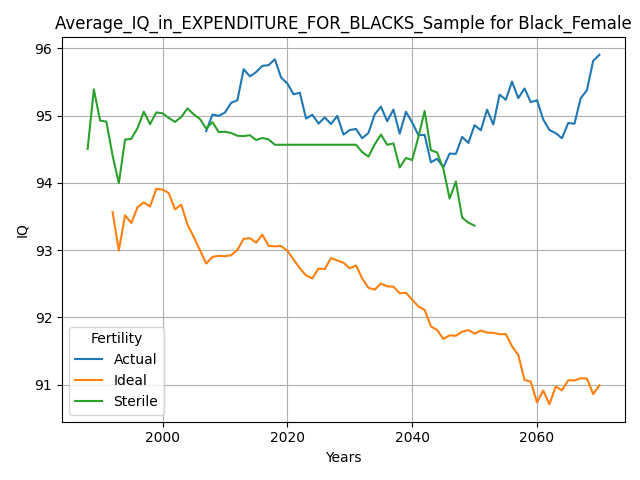 Average_IQ_in_EXPENDITURE_FOR_BLACKS_Sample for Black_Female
96
95
94
93
92
91
IQ
Fertility
Actual
Ideal
Sterile
2000
2020
2040
2060
Years